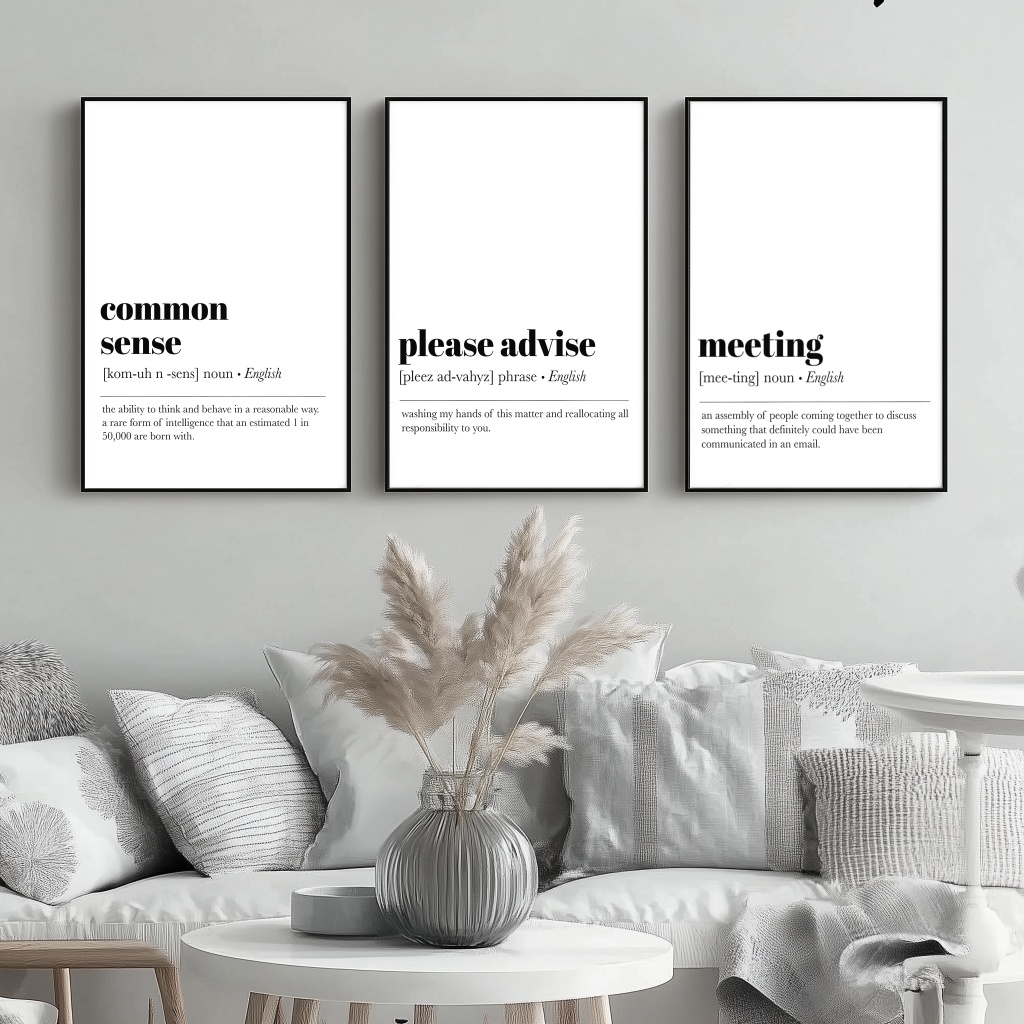 common
sense
[kom-uh n -sens] noun • English
the ability to think and behave in a reasonable way.
a rare form of intelligence that an estimated 1 in
50,000 are born with.
please advise
[pleez ad-vahyz] phrase • English
washing my hands of this matter and reallocating all
responsibility to you.
meeting
[mee-ting] noun • English
an assembly of people coming together to discuss
something that definitely could have been
communicated in an email.